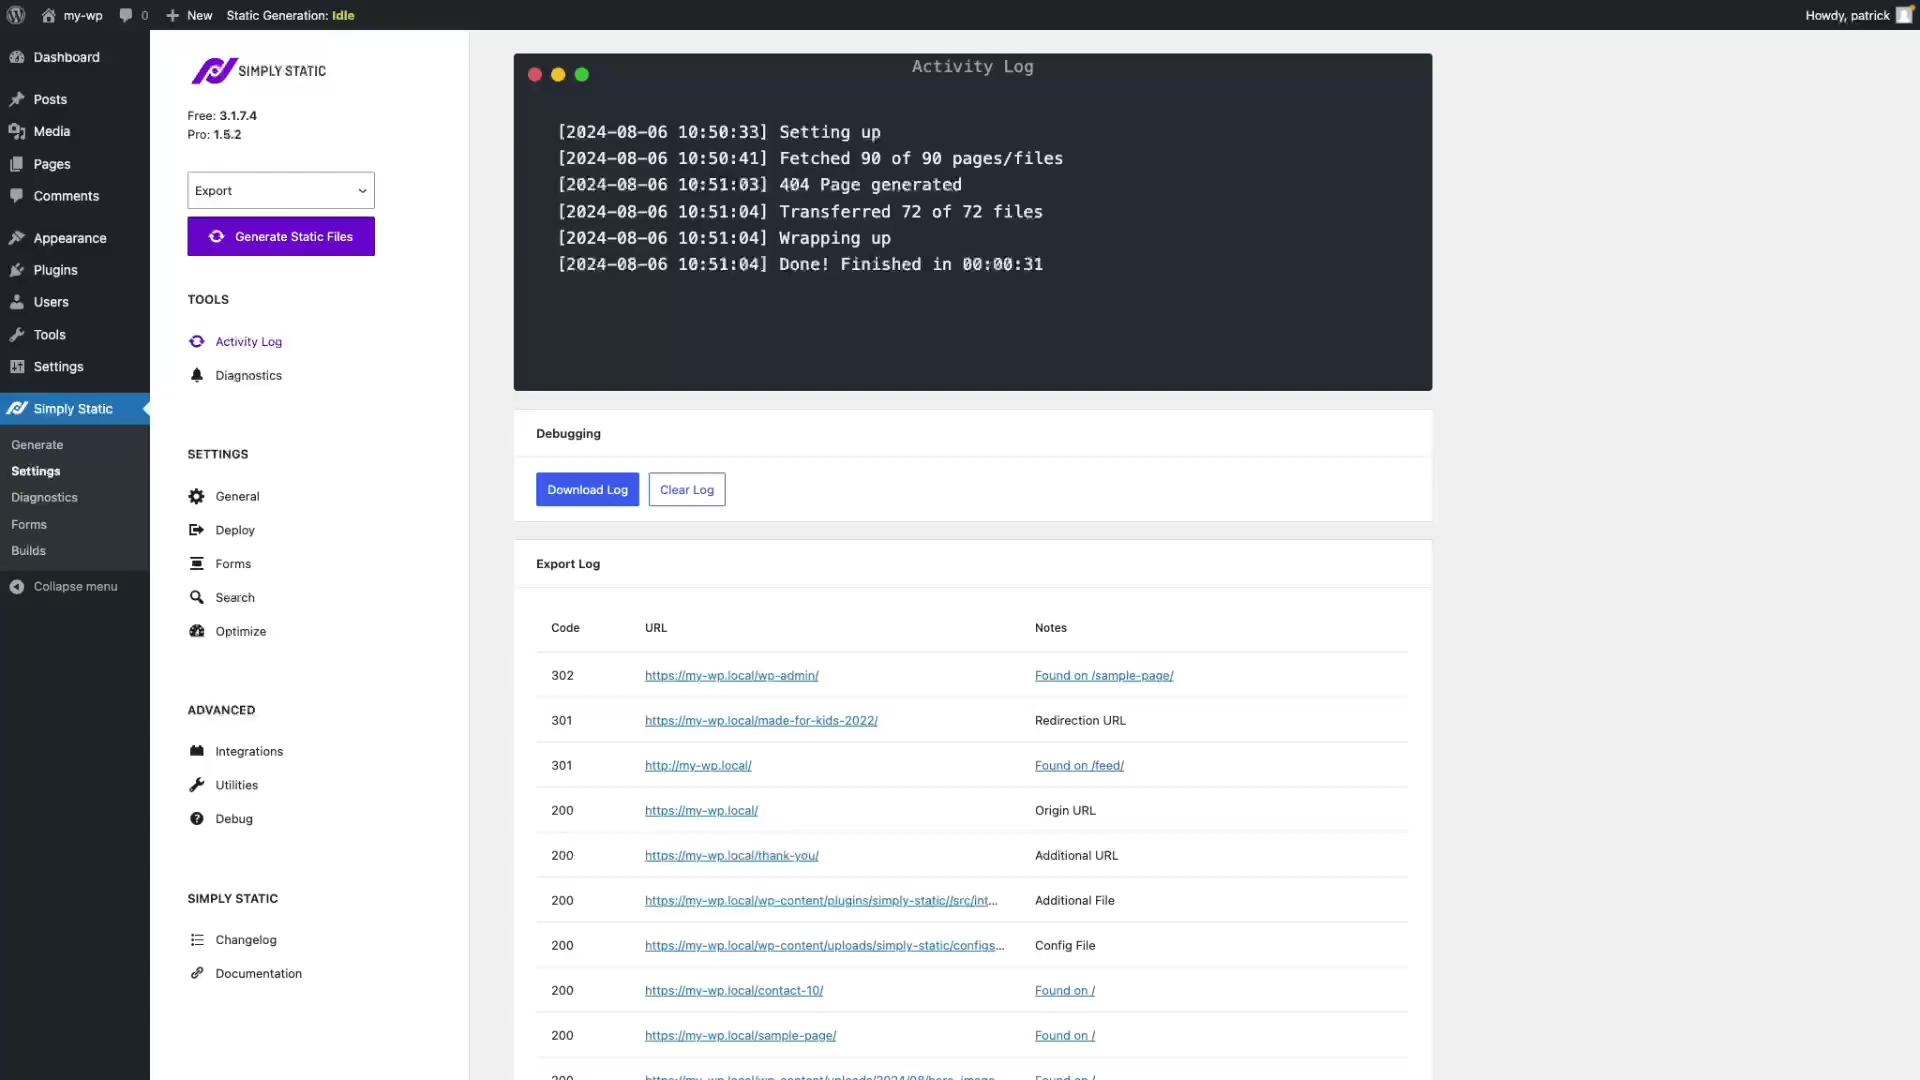 my-wp
0
New
Static Generation: Idle
Howdy, patrick
Dashboard
Posts
Media
Pages
Comments
Appearance
Plugins
Users
Tools
Settings
Simply Static
Generate
Settings
Diagnostics
Forms
Builds
Collapse menu
SIMPLY STATIC
Free: 3.1.7.4
Pro: 1.5.2
Export
Generate Static Files
TOOLS
Activity Log
Diagnostics
SETTINGS
General
Deploy
Forms
Search
Optimize
ADVANCED
Integrations
Utilities
Debug
SIMPLY STATIC
Changelog
Documentation
Activity Log
[2024-08-06 10:50:33] Setting up
[2024-08-06 10:50:41] Fetched 90 of 90 pages/files
[2024-08-06 10:51:03] 404 Page generated
[2024-08-06 10:51:04] Transferred 72 of 72 files
[2024-08-06 10:51:04] Wrapping up
[2024-08-06 10:51:04] Done! Finished in 00:00:31
Debugging
Download Log
Clear Log
Export Log
Code URL Notes
302 https://my-wp.local/wp-admin/ Found on /sample-page/
301 https://my-wp.local/made-for-kids-2022/ Redirection URL
301 http://my-wp.local/ Found on /feed/
200 https://my-wp.local/ Origin URL
200 https://my-wp.local/thank-you/ Additional URL
200 https://my-wp.local/wp-content/plugins/simply-static//src/int... Additional File
200 https://my-wp.local/wp-content/uploads/simply-static/configs... Config File
200 https://my-wp.local/contact-10/ Found on /
200 https://my-wp.local/sample-page/ Found on /